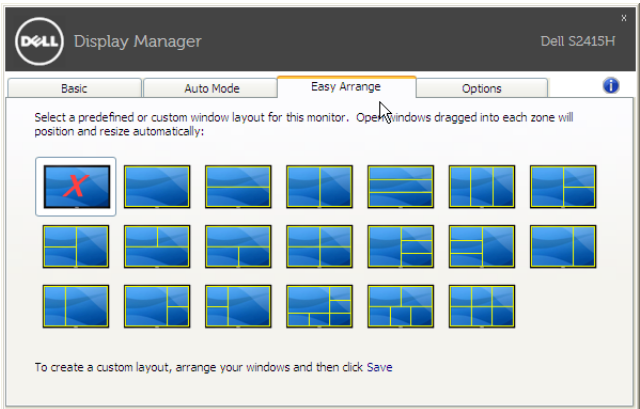 x
DELL Display Manager Dell S2415H
Basic Auto Mode Easy Arrange Options i
Select a predefined or custom window layout for this monitor. Open windows dragged into each zone will
position and resize automatically:
X
To create a custom layout, arrange your windows and then click Save